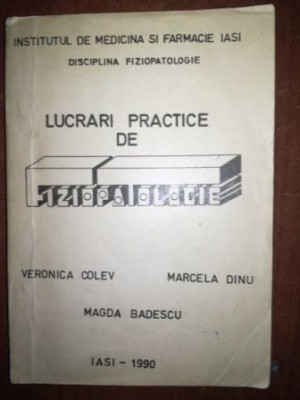 INSTITUTUL DE MEDICINA SI FARMACIE IASI
DISCIPLINA FIZIOPATOLOGIE
LUCRARI PRACTICE
DE
FIZIOPATOLOGIE
VERONICA COLEV
MARCELA DINU
MAGDA BADESCU
IASI - 1990